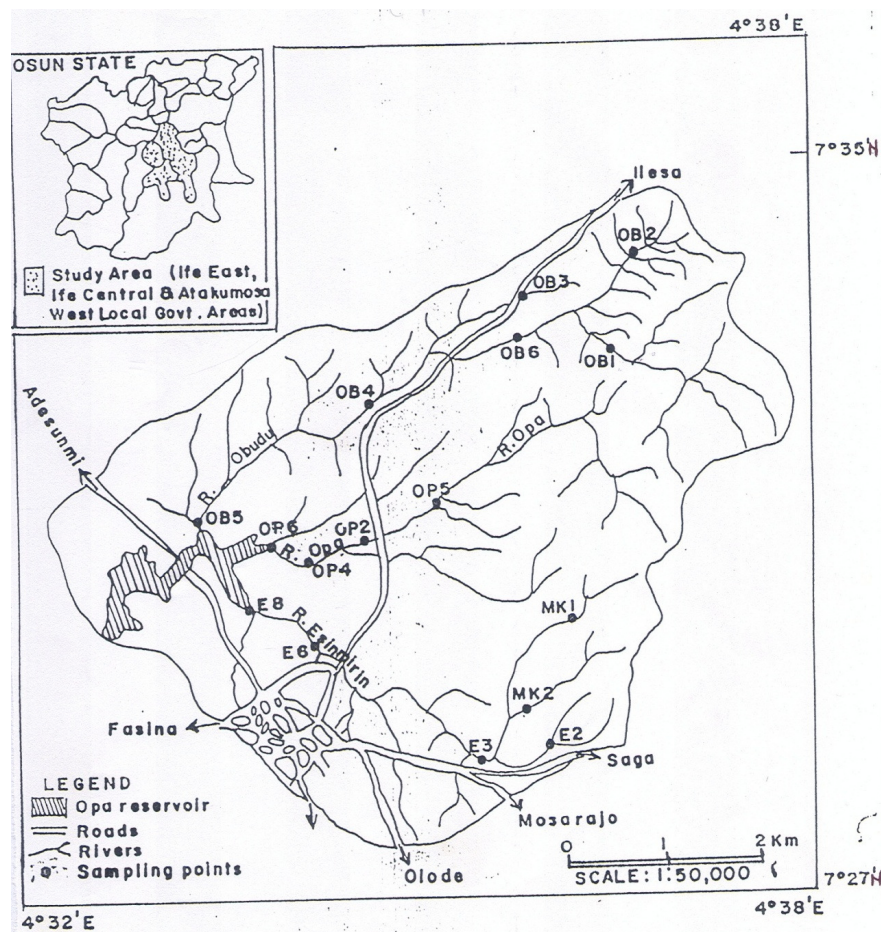 4°38'E
OSUN STATE
7°35'N
Ilesa
OB2
Study Area (Ife East,
Ife Central & Atakumosa
West Local Govt. Areas)
OB3
OB6
OB1
Adesunmi
OB4
R. Obudu
R. Opa
OP5
OB5
OP6
OP2
R. Opa
OP4
E8
R. Esinmirin
MK1
E6
MK2
Fasina
E3
E2
Saga
LEGEND
Opa reservoir
Roads
Mosarajo
Rivers
Sampling points
Olode
0 2 Km
SCALE: 1:50,000
7°27'N
4°32'E
4°38'E